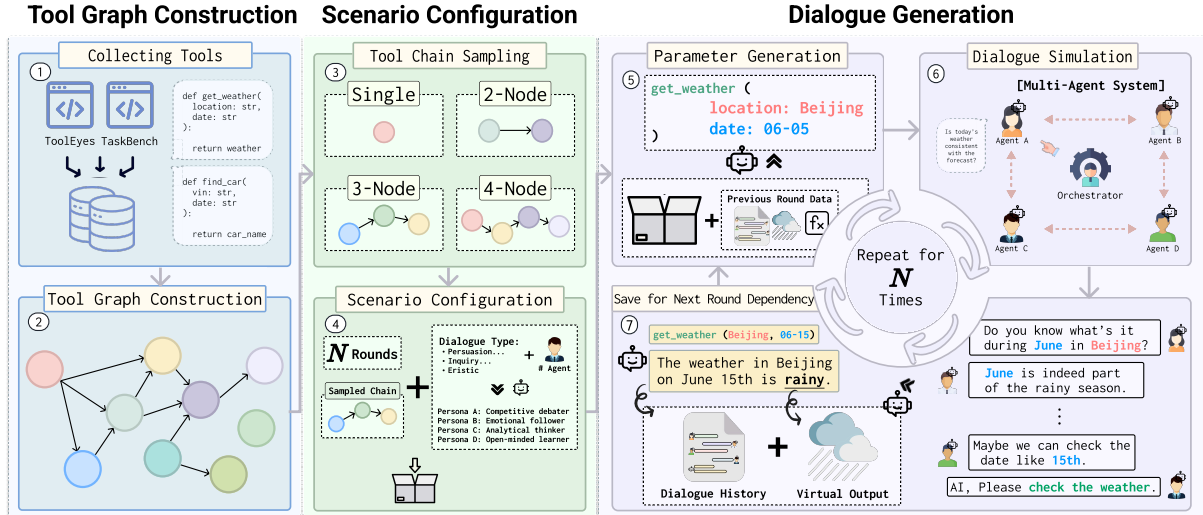 Tool Graph Construction
Scenario Configuration
Dialogue Generation
Collecting Tools
1
ToolEyes
TaskBench
def get_weather(
location: str,
date: str
):
return weather
def find_car(
vin: str,
date: str
):
return car_name
Tool Graph Construction
2
Tool Chain Sampling
3
Single
2-Node
3-Node
4-Node
Scenario Configuration
4
N Rounds
Sampled Chain
Dialogue Type:
• Persuasion...
• Inquiry...
• Eristic
# Agent
Persona A: Competitive debater
Persona B: Emotional follower
Persona C: Analytical thinker
Persona D: Open-minded learner
Parameter Generation
5
get_weather (
location: Beijing
date: 06-05
)
Previous Round Data
fx
Dialogue Simulation
6
[Multi-Agent System]
Is today's
weather
consistent
with the
forecast?
Agent A
Agent B
Orchestrator
Agent C
Agent D
Repeat for
N
Times
Save for Next Round Dependency
7
get_weather (Beijing, 06-15)
The weather in Beijing
on June 15th is rainy.
Dialogue History
Virtual Output
Do you know what's it
during June in Beijing?
June is indeed part
of the rainy season.
⋮
Maybe we can check the
date like 15th.
AI, Please check the weather.